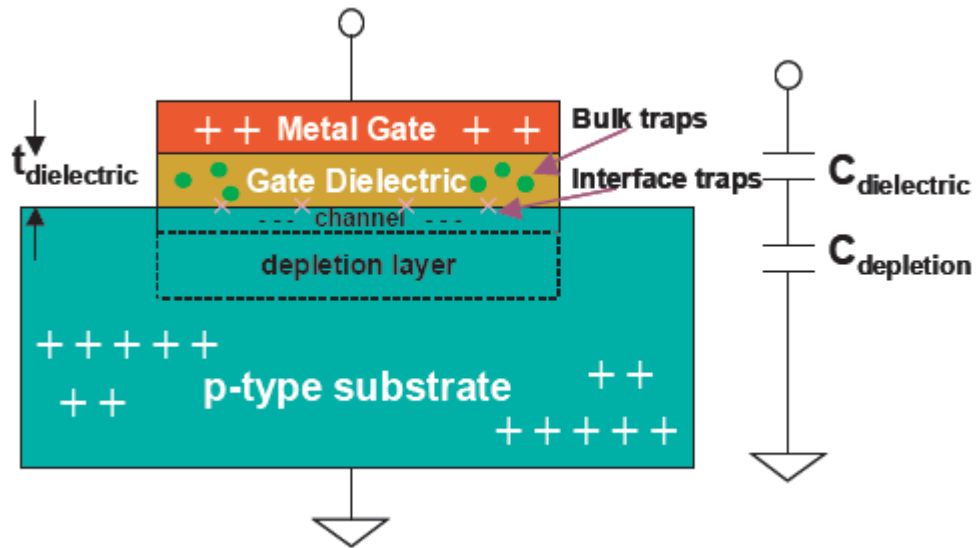 + + Metal Gate + +
Bulk traps
t dielectric
Gate Dielectric
Interface traps
C dielectric
--- channel ---
depletion layer
C depletion
+ + + + +
+ +
p-type substrate
+ +
+ + + + +